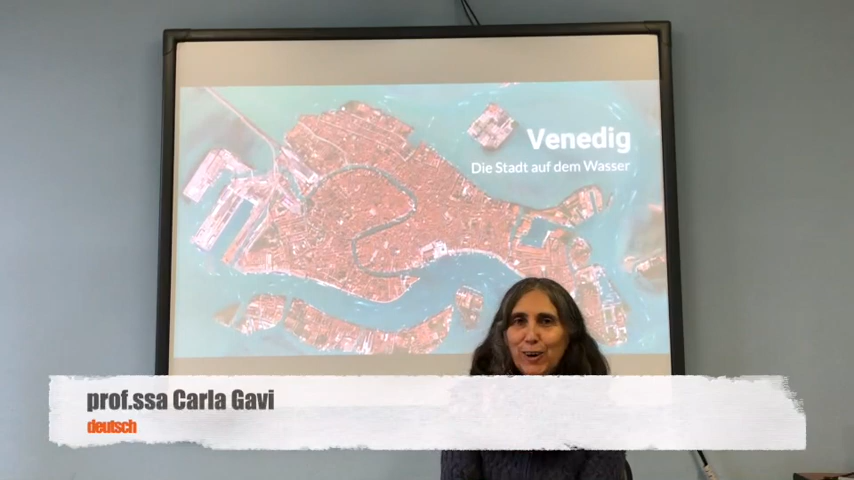 Venedig
Die Stadt auf dem Wasser
prof.ssa Carla Gavi
deutsch